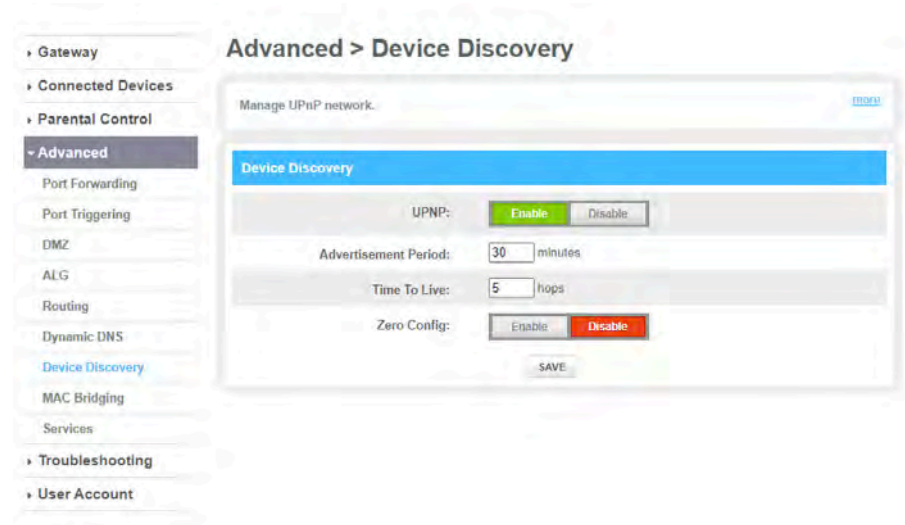 Gateway
Connected Devices
Parental Control
Advanced
Port Forwarding
Port Triggering
DMZ
ALG
Routing
Dynamic DNS
Device Discovery
MAC Bridging
Services
Troubleshooting
User Account
Advanced > Device Discovery
Manage UPnP network.
more
Device Discovery
UPNP: Enable Disable
Advertisement Period: 30 minutes
Time To Live: 5 hops
Zero Config: Enable Disable
SAVE